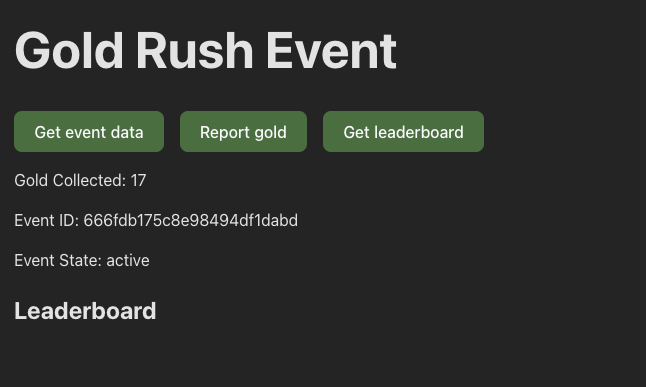 Gold Rush Event
Get event data Report gold Get leaderboard
Gold Collected: 17
Event ID: 666fdb175c8e98494df1dabd
Event State: active
Leaderboard